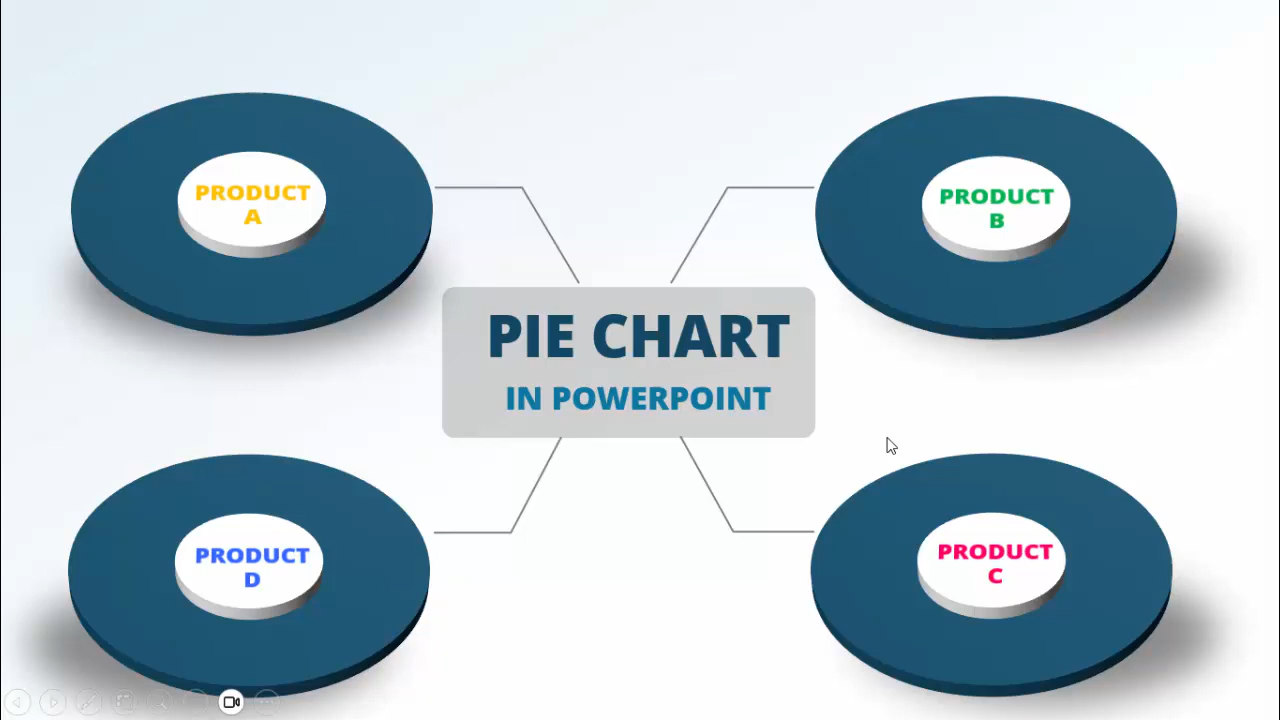 PRODUCT
A
PRODUCT
B
PIE CHART
IN POWERPOINT
PRODUCT
D
PRODUCT
C